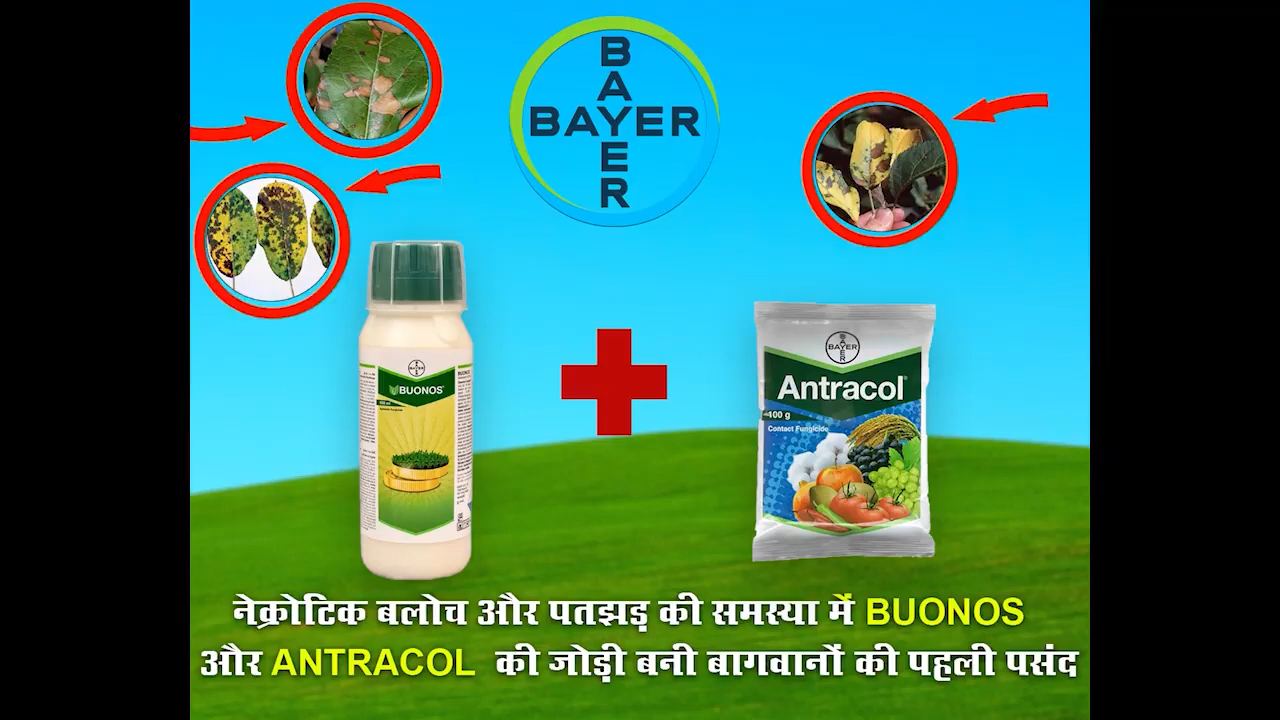 BAYER
BAYER
BAYER
BUONOS
BAYER
Antracol
100 g
Contact Fungicide
नेक्रोटिक बलोच और पतझड़ की समस्या में BUONOS
और ANTRACOL की जोड़ी बनी बागवानों की पहली पसंद